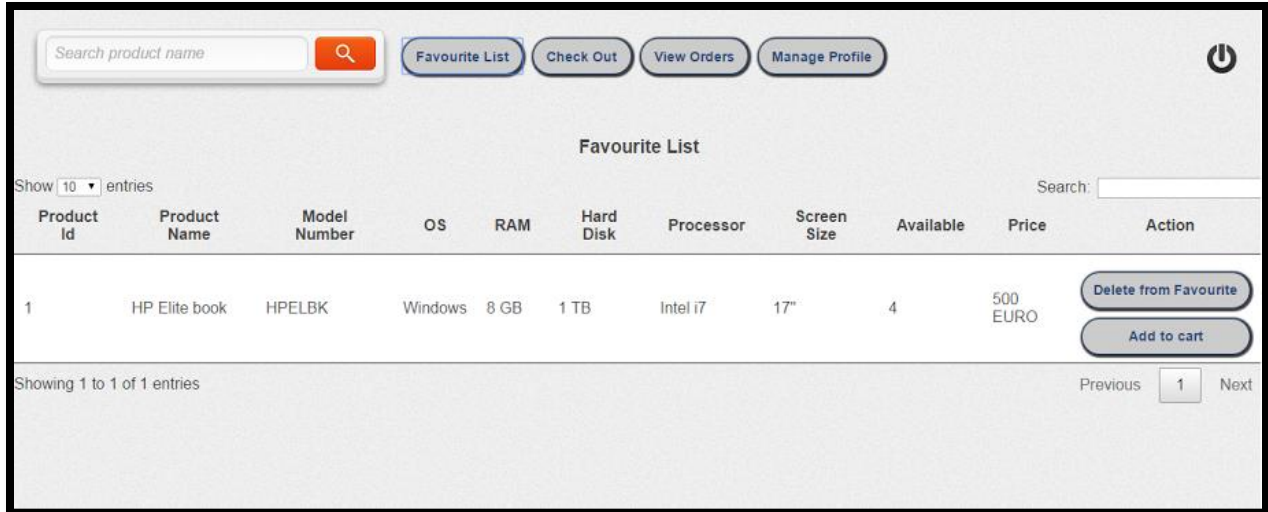 Search product name
Favourite List Check Out View Orders Manage Profile
Favourite List
Show 10 entries Search:
Product Id Product Name Model Number OS RAM Hard Disk Processor Screen Size Available Price Action
1 HP Elite book HPELBK Windows 8 GB 1 TB Intel i7 17" 4 500 EURO Delete from Favourite
Add to cart
Showing 1 to 1 of 1 entries Previous 1 Next